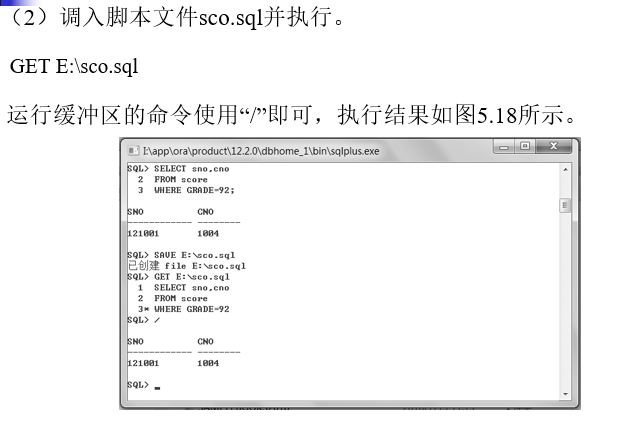 （2）调入脚本文件sco.sql并执行。
GET E:\sco.sql
运行缓冲区的命令使用“/”即可，执行结果如图5.18所示。
I:\app\ora\product\12.2.0\dbhome_1\bin\sqlplus.exe
SQL> SELECT sno,cno
2 FROM score
3 WHERE GRADE=92;
SNO CNO
------------ --------
121001 1004
SQL> SAVE E:\sco.sql
已创建 file E:\sco.sql
SQL> GET E:\sco.sql
1 SELECT sno,cno
2 FROM score
3* WHERE GRADE=92
SQL> /
SNO CNO
------------ --------
121001 1004
SQL> _